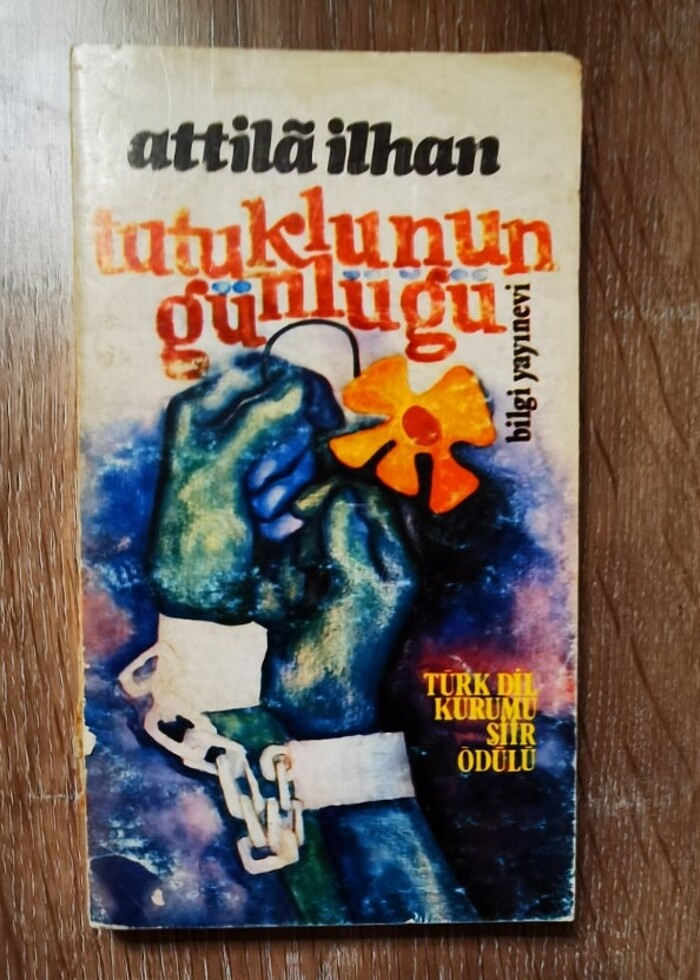 attilâ ilhan
tutuklunun
günlüğü
bilgi yayınevi
TÜRK DİL
KURUMU
ŞİİR
ÖDÜLÜ